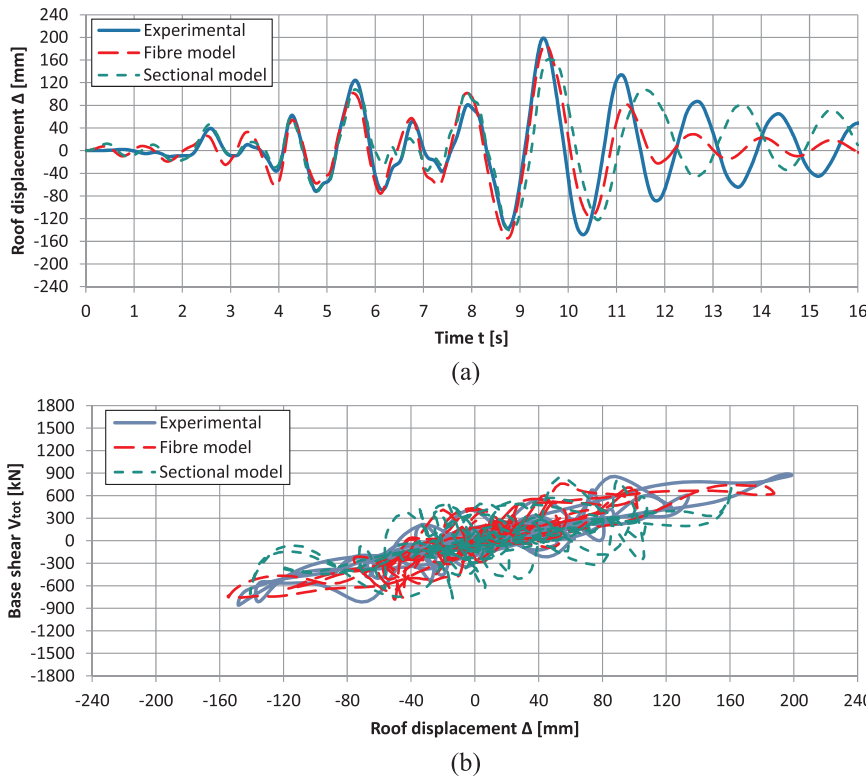 (a)
Roof displacement Δ [mm]
240
200
160
120
80
40
0
-40
-80
-120
-160
-200
-240
Experimental
Fibre model
Sectional model
0 1 2 3 4 5 6 7 8 9 10 11 12 13 14 15 16
Time t [s]
(a)
Base shear Vtot [kN]
1800
1500
1200
900
600
300
0
-300
-600
-900
-1200
-1500
-1800
Experimental
Fibre model
Sectional model
-240 -200 -160 -120 -80 -40 0 40 80 120 160 200 240
Roof displacement Δ [mm]
(b)